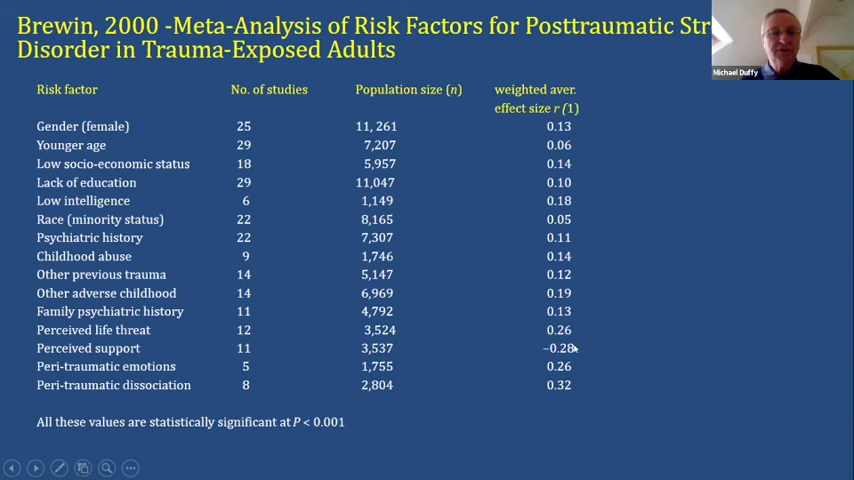 Brewin, 2000 -Meta-Analysis of Risk Factors for Posttraumatic Str
Disorder in Trauma-Exposed Adults
Michael Duffy
Risk factor No. of studies Population size (n) weighted aver.
effect size r (1)
Gender (female) 25 11, 261 0.13
Younger age 29 7,207 0.06
Low socio-economic status 18 5,957 0.14
Lack of education 29 11,047 0.10
Low intelligence 6 1,149 0.18
Race (minority status) 22 8,165 0.05
Psychiatric history 22 7,307 0.11
Childhood abuse 9 1,746 0.14
Other previous trauma 14 5,147 0.12
Other adverse childhood 14 6,969 0.19
Family psychiatric history 11 4,792 0.13
Perceived life threat 12 3,524 0.26
Perceived support 11 3,537 −0.28
Peri-traumatic emotions 5 1,755 0.26
Peri-traumatic dissociation 8 2,804 0.32
All these values are statistically significant at P < 0.001